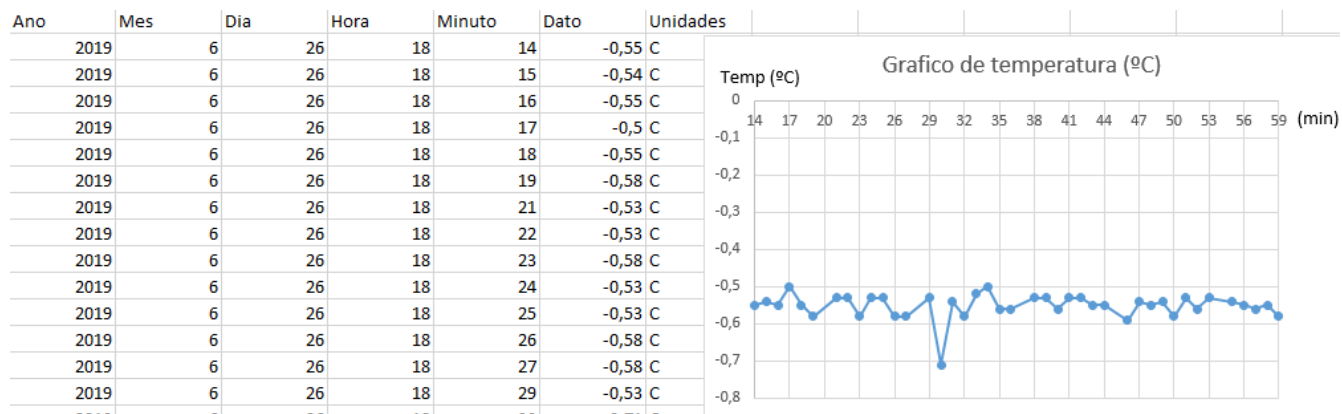 Ano Mes Dia Hora Minuto Dato Unidades
2019 6 26 18 14 -0,55 C
2019 6 26 18 15 -0,54 C
2019 6 26 18 16 -0,55 C
2019 6 26 18 17 -0,5 C
2019 6 26 18 18 -0,55 C
2019 6 26 18 19 -0,58 C
2019 6 26 18 21 -0,53 C
2019 6 26 18 22 -0,53 C
2019 6 26 18 23 -0,58 C
2019 6 26 18 24 -0,53 C
2019 6 26 18 25 -0,53 C
2019 6 26 18 26 -0,58 C
2019 6 26 18 27 -0,58 C
2019 6 26 18 29 -0,53 C
Grafico de temperatura (ºC)
Temp (ºC)
0
14 17 20 23 26 29 32 35 38 41 44 47 50 53 56 59 (min)
-0,1
-0,2
-0,3
-0,4
-0,5
-0,6
-0,7
-0,8